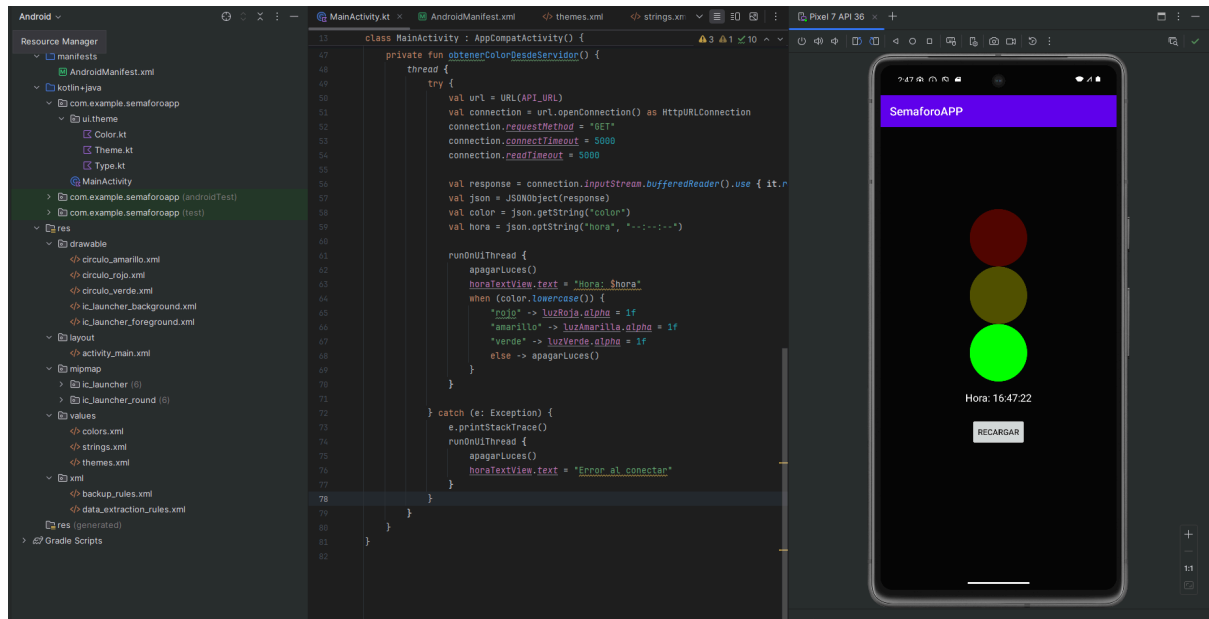 Android
Resource Manager
manifests
AndroidManifest.xml
kotlin+java
com.example.semaforoapp
ui.theme
Color.kt
Theme.kt
Type.kt
MainActivity
com.example.semaforoapp (androidTest)
com.example.semaforoapp (test)
res
drawable
circulo_amarillo.xml
circulo_rojo.xml
circulo_verde.xml
ic_launcher_background.xml
ic_launcher_foreground.xml
layout
activity_main.xml
mipmap
ic_launcher (6)
ic_launcher_round (6)
values
colors.xml
strings.xml
themes.xml
xml
backup_rules.xml
data_extraction_rules.xml
res (generated)
Gradle Scripts
MainActivity.kt AndroidManifest.xml themes.xml strings.xm
13 class MainActivity : AppCompatActivity() { 3 1 10
47 private fun obtenerColorDesdeServidor() {
48 thread {
49 try {
50 val url = URL(API_URL)
51 val connection = url.openConnection() as HttpURLConnection
52 connection.requestMethod = "GET"
53 connection.connectTimeout = 5000
54 connection.readTimeout = 5000
55
56 val response = connection.inputStream.bufferedReader().use { it.r
57 val json = JSONObject(response)
58 val color = json.getString("color")
59 val hora = json.optString("hora", "--:--:--")
60
61 runOnUiThread {
62 apagarLuces()
63 horaTextView.text = "Hora: $hora"
64 when (color.lowercase()) {
65 "rojo" -> luzRoja.alpha = 1f
66 "amarillo" -> luzAmarilla.alpha = 1f
67 "verde" -> luzVerde.alpha = 1f
68 else -> apagarLuces()
69 }
70 }
71
72 } catch (e: Exception) {
73 e.printStackTrace()
74 runOnUiThread {
75 apagarLuces()
76 horaTextView.text = "Error al conectar"
77 }
78 }
79 }
80 }
81 }
82
Pixel 7 API 36
2:47
SemaforoAPP
Hora: 16:47:22
RECARGAR
1:1